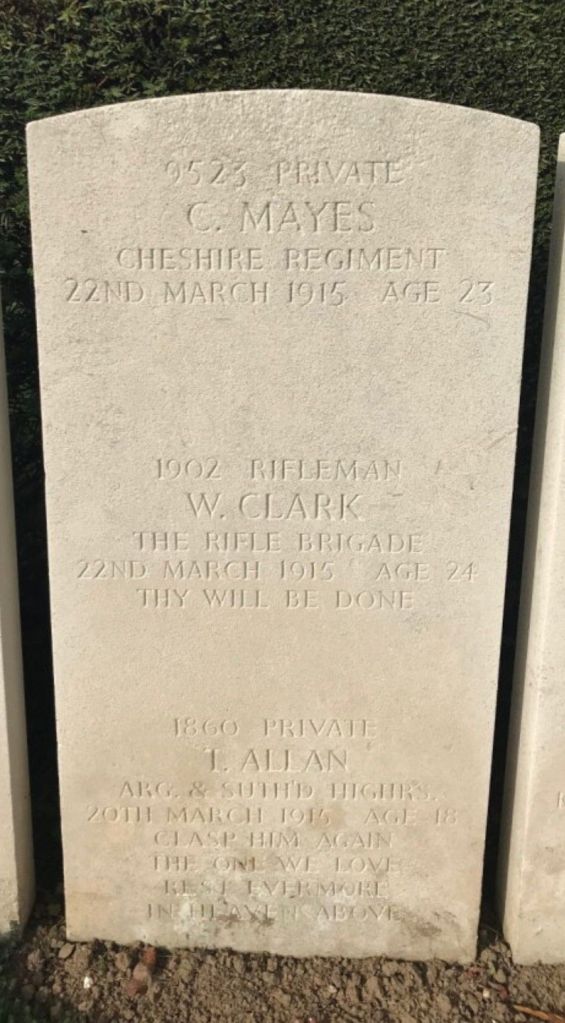 9523 PRIVATE
C. MAYES
CHESHIRE REGIMENT
22ND MARCH 1915 AGE 23
1902 RIFLEMAN
W. CLARK
THE RIFLE BRIGADE
22ND MARCH 1915 AGE 24
THY WILL BE DONE
1860 PRIVATE
T. ALLAN
ARG. & SUTH'D HIGHRS.
20TH MARCH 1915 AGE 18
CLASP HIM AGAIN
THE ONE WE LOVE
REST EVERMORE
IN HEAVEN ABOVE